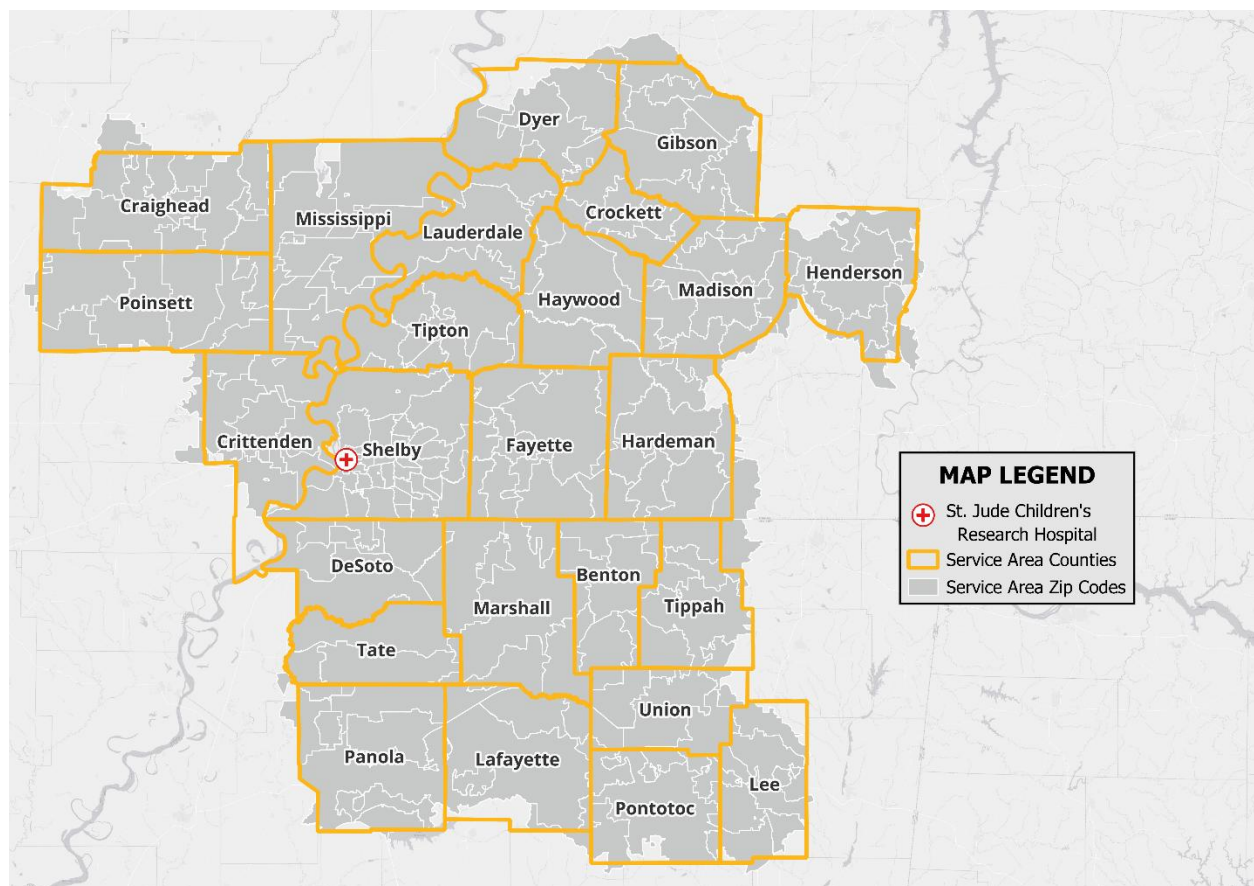 Dyer
Gibson
Craighead
Mississippi
Crockett
Lauderdale
Henderson
Poinsett
Haywood
Madison
Tipton
Crittenden
Shelby
Fayette
Hardeman
MAP LEGEND
St. Jude Children's
Research Hospital
Service Area Counties
Service Area Zip Codes
DeSoto
Benton
Marshall
Tippah
Tate
Union
Panola
Lafayette
Lee
Pontotoc